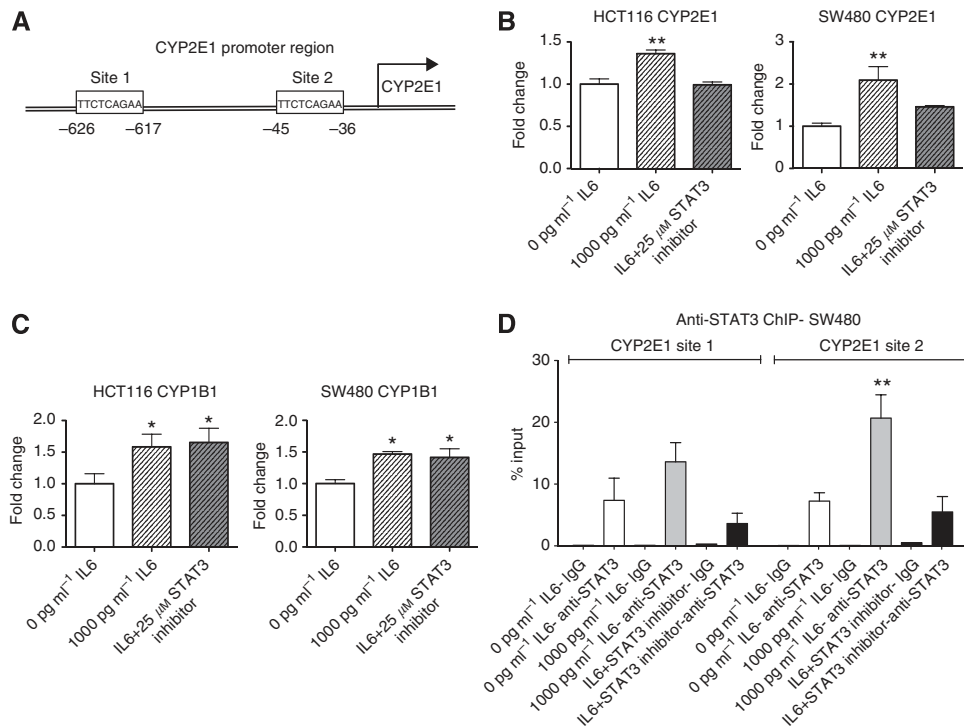 A
CYP2E1 promoter region
Site 1
Site 2
TTCTCAGAA
TTCTCAGAA
CYP2E1
–626
–617
–45
–36
B
HCT116 CYP2E1
Fold change
1.5
1.0
0.5
0.0
**
0 pg ml⁻¹ IL6
1000 pg ml⁻¹ IL6
IL6+25 μM STAT3
inhibitor
SW480 CYP2E1
Fold change
3
2
1
0
**
0 pg ml⁻¹ IL6
1000 pg ml⁻¹ IL6
IL6+25 μM STAT3
inhibitor
C
HCT116 CYP1B1
Fold change
2.0
1.5
1.0
0.5
0.0
*
*
0 pg ml⁻¹ IL6
1000 pg ml⁻¹ IL6
IL6+25 μM STAT3
inhibitor
SW480 CYP1B1
Fold change
2.0
1.5
1.0
0.5
0.0
*
*
0 pg ml⁻¹ IL6
1000 pg ml⁻¹ IL6
IL6+25 μM STAT3
inhibitor
D
Anti-STAT3 ChIP- SW480
CYP2E1 site 1
CYP2E1 site 2
% input
30
20
10
0
**
0 pg ml⁻¹ IL6- IgG
0 pg ml⁻¹ IL6- anti-STAT3
1000 pg ml⁻¹ IL6- IgG
1000 pg ml⁻¹ IL6- anti-STAT3
IL6+STAT3 inhibitor- IgG
IL6+STAT3 inhibitor-anti-STAT3
0 pg ml⁻¹ IL6- IgG
0 pg ml⁻¹ IL6- anti-STAT3
1000 pg ml⁻¹ IL6- IgG
1000 pg ml⁻¹ IL6- anti-STAT3
IL6+STAT3 inhibitor- IgG
IL6+STAT3 inhibitor-anti-STAT3